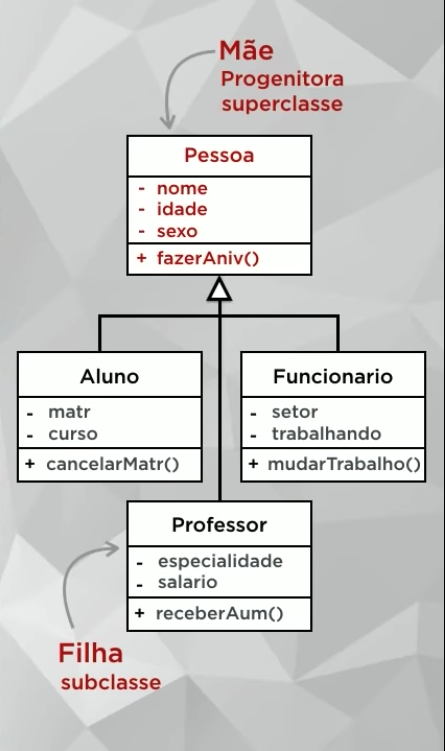 Mãe
Progenitora
superclasse
Pessoa
- nome
- idade
- sexo
+ fazerAniv()
Aluno
- matr
- curso
+ cancelarMatr()
Funcionario
- setor
- trabalhando
+ mudarTrabalho()
Professor
- especialidade
- salario
+ receberAum()
Filha
subclasse